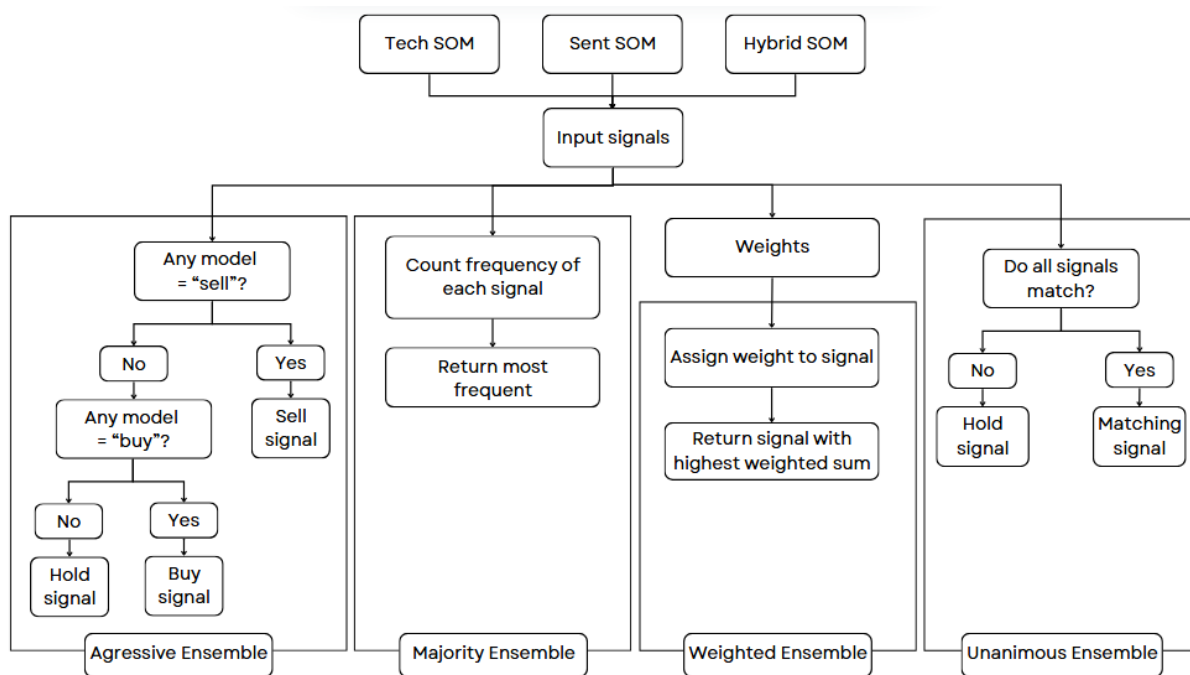 Tech SOM
Sent SOM
Hybrid SOM
Input signals
Any model
= “sell”?
No
Yes
Any model
= “buy”?
Sell
signal
No
Yes
Hold
signal
Buy
signal
Agressive Ensemble
Count frequency of
each signal
Return most
frequent
Majority Ensemble
Weights
Assign weight to signal
Return signal with
highest weighted sum
Weighted Ensemble
Do all signals
match?
No
Yes
Hold
signal
Matching
signal
Unanimous Ensemble